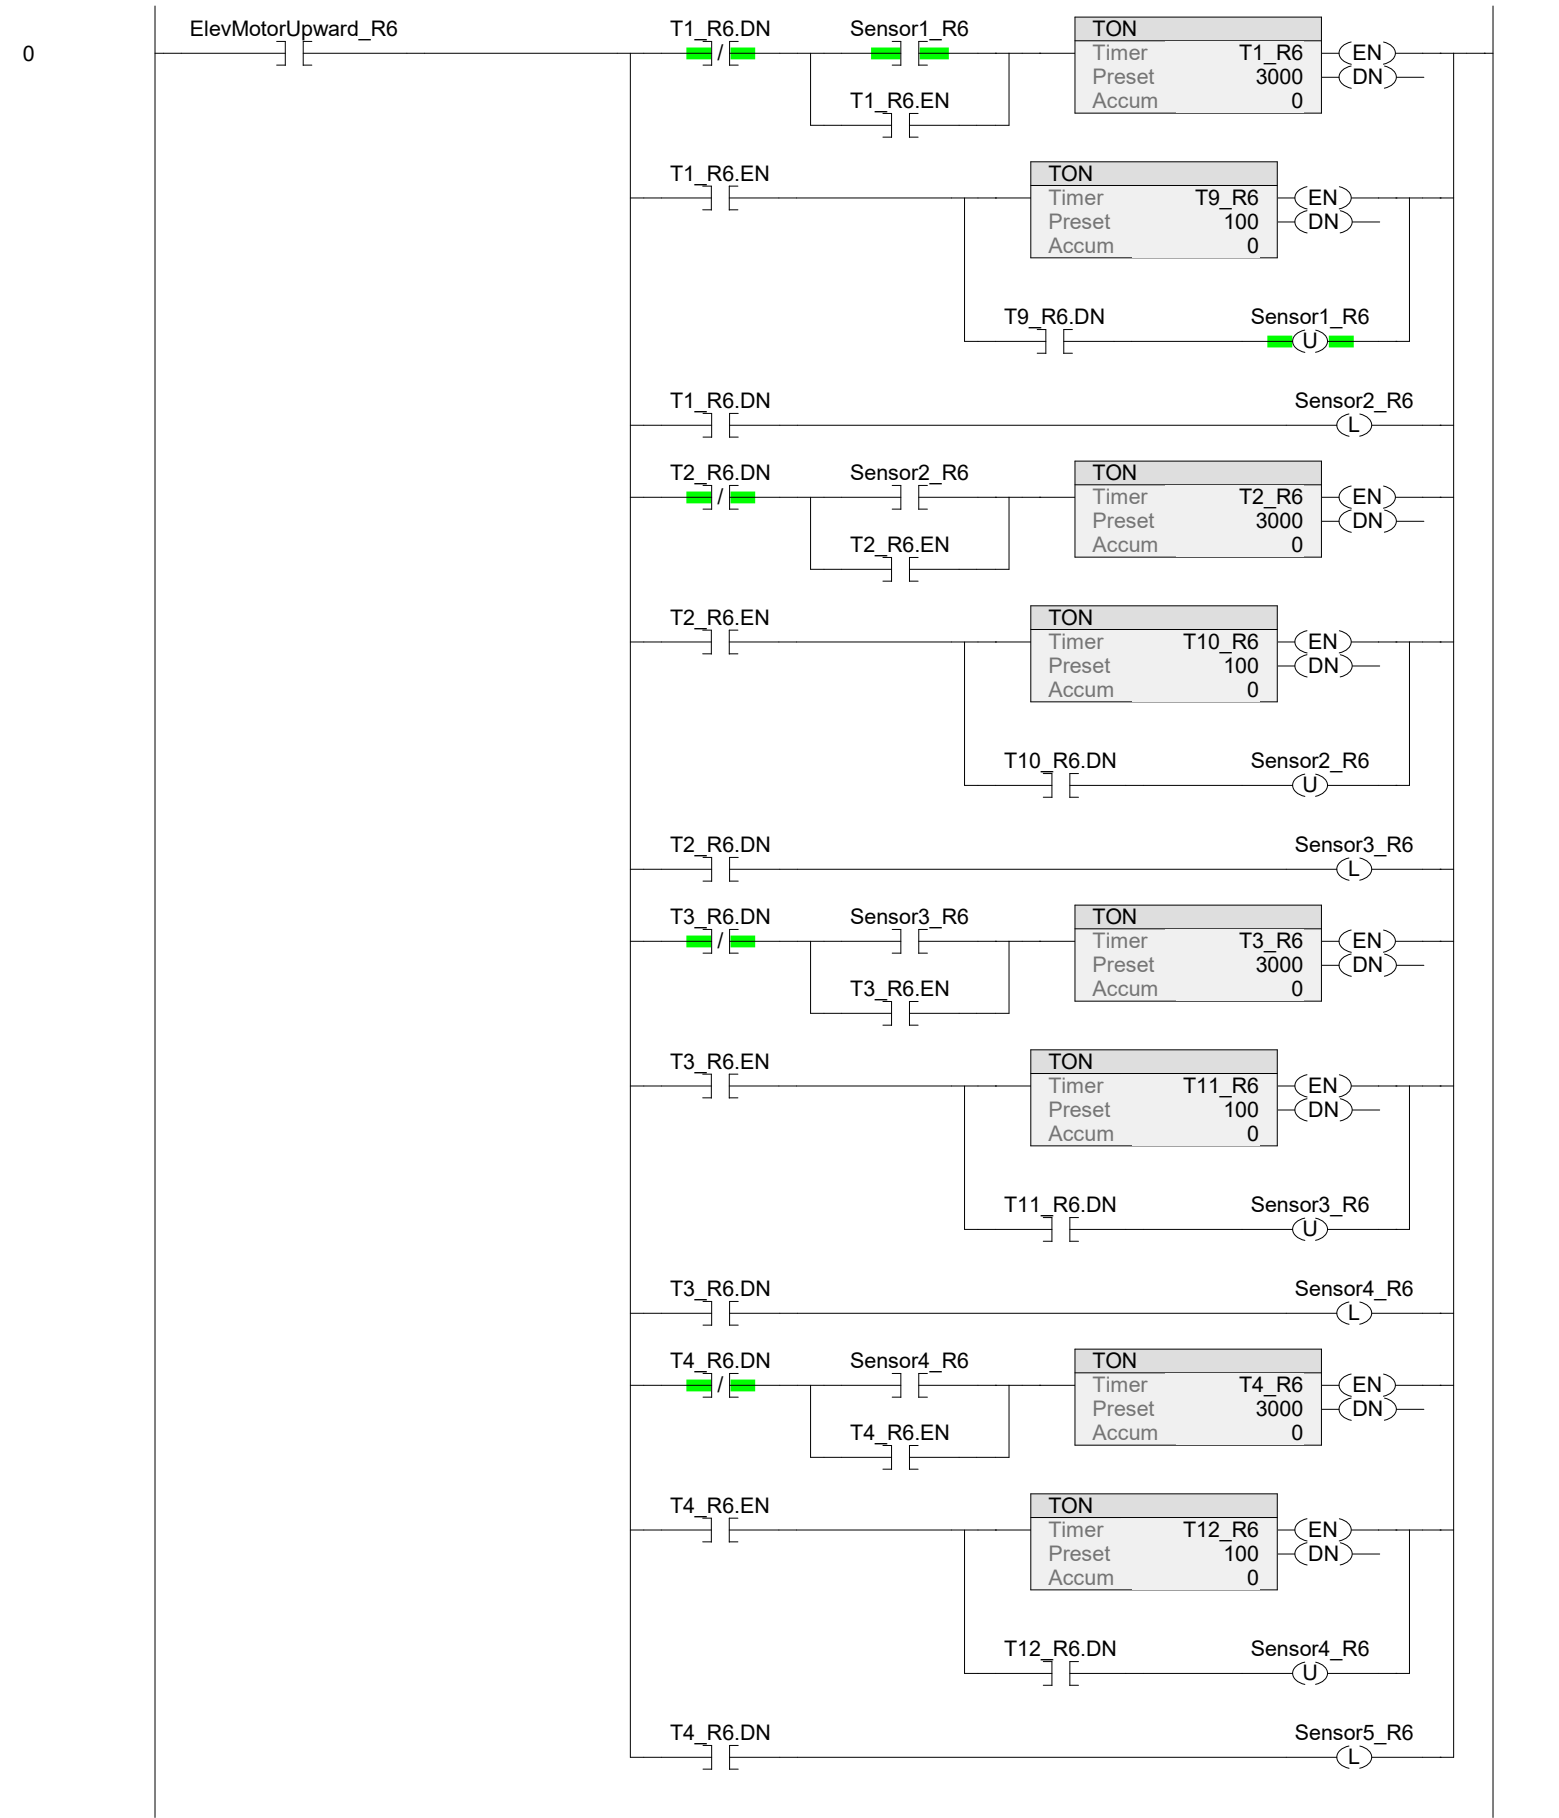 ElevMotorUpward_R6 T1_R6.DN Sensor1_R6 TON
0 / Timer T1_R6 EN
Preset 3000 DN
T1_R6.EN Accum 0
T1_R6.EN TON
Timer T9_R6 EN
Preset 100 DN
Accum 0
T9_R6.DN Sensor1_R6
U
T1_R6.DN Sensor2_R6
L
T2_R6.DN Sensor2_R6 TON
/ Timer T2_R6 EN
Preset 3000 DN
T2_R6.EN Accum 0
T2_R6.EN TON
Timer T10_R6 EN
Preset 100 DN
Accum 0
T10_R6.DN Sensor2_R6
U
T2_R6.DN Sensor3_R6
L
T3_R6.DN Sensor3_R6 TON
/ Timer T3_R6 EN
Preset 3000 DN
T3_R6.EN Accum 0
T3_R6.EN TON
Timer T11_R6 EN
Preset 100 DN
Accum 0
T11_R6.DN Sensor3_R6
U
T3_R6.DN Sensor4_R6
L
T4_R6.DN Sensor4_R6 TON
/ Timer T4_R6 EN
Preset 3000 DN
T4_R6.EN Accum 0
T4_R6.EN TON
Timer T12_R6 EN
Preset 100 DN
Accum 0
T12_R6.DN Sensor4_R6
U
T4_R6.DN Sensor5_R6
L